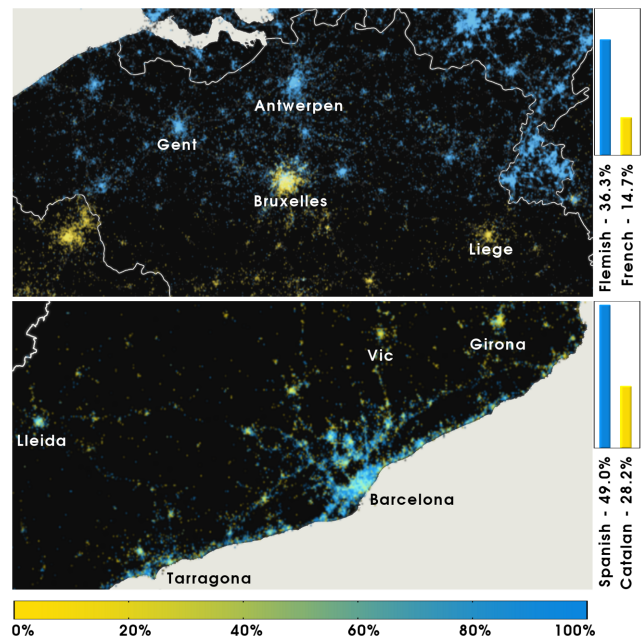 Antwerpen
Gent
Bruxelles
Liege
Flemish - 36.3%
French - 14.7%
Vic
Girona
Lleida
Barcelona
Tarragona
Spanish - 49.0%
Catalan - 28.2%
0% 20% 40% 60% 80% 100%